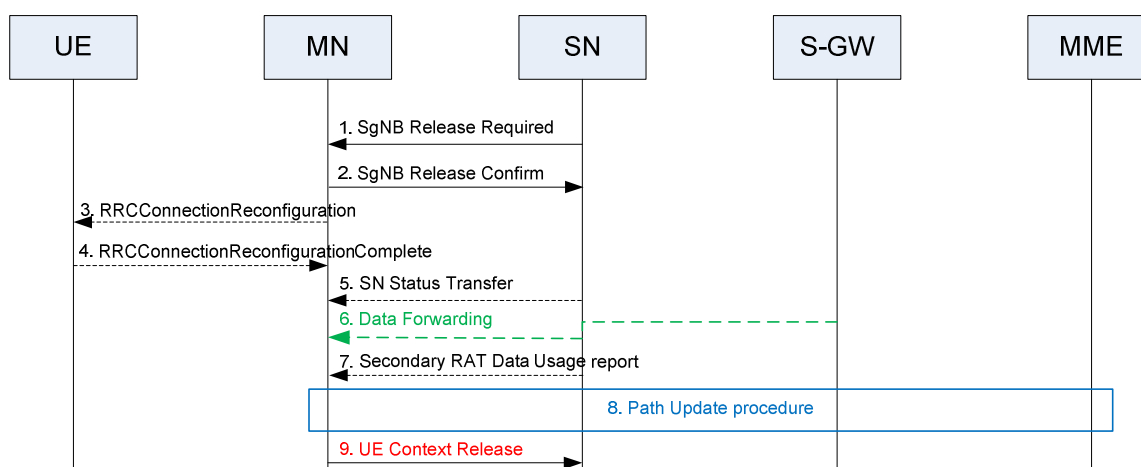 UE MN SN S-GW MME
1. SgNB Release Required
2. SgNB Release Confirm
3. RRCConnectionReconfiguration
4. RRCConnectionReconfigurationComplete
5. SN Status Transfer
6. Data Forwarding
7. Secondary RAT Data Usage report
8. Path Update procedure
9. UE Context Release